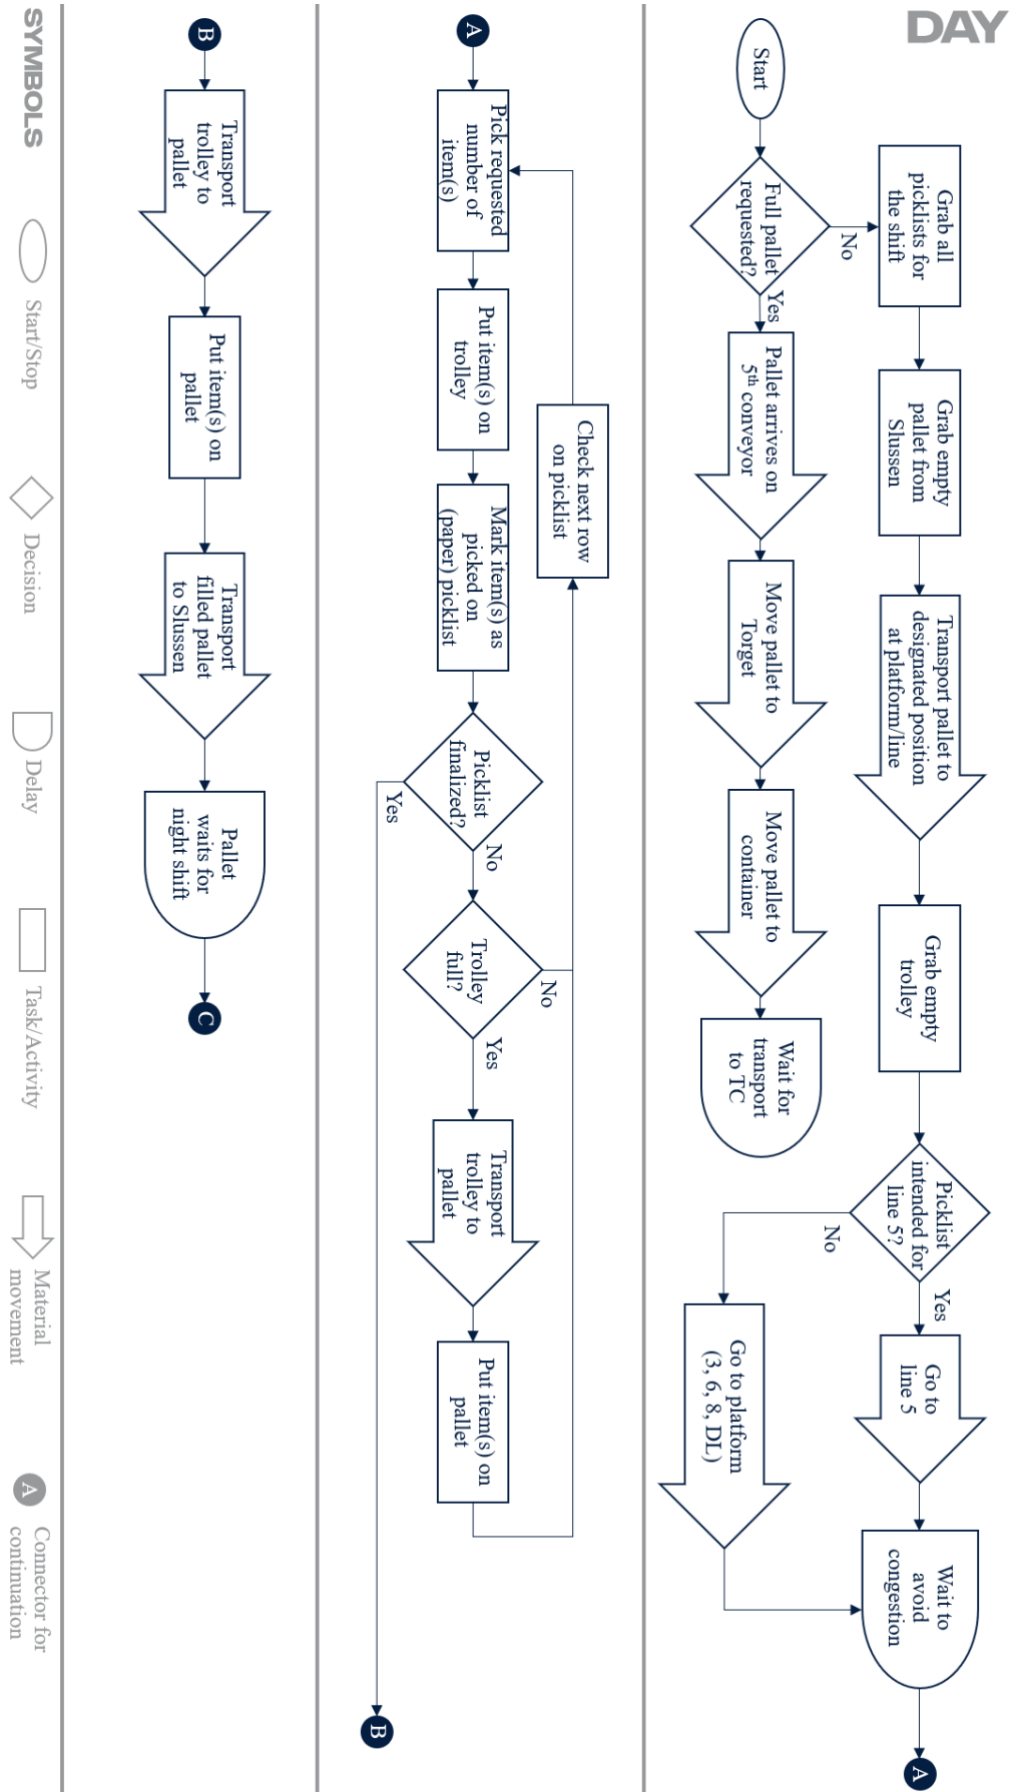 DAY
Start
Full pallet
requested?
No
Yes
Grab all
picklists for
the shift
Grab empty
pallet from
Slussen
Transport pallet to
designated position
at platform/line
Grab empty
trolley
Picklist
intended for
line 5?
Yes
No
Go to
line 5
Go to platform
(3, 6, 8, DL)
Wait to
avoid
congestion
A
Pallet arrives on
5th conveyor
Move pallet to
Torget
Move pallet to
container
Wait for
transport
to TC
A
Pick requested
number of
item(s)
Put item(s) on
trolley
Mark item(s) as
picked on
(paper) picklist
Check next row
on picklist
Picklist
finalized?
No
Yes
Trolley
full?
No
Yes
Transport
trolley to
pallet
Put item(s) on
pallet
B
B
Transport
trolley to
pallet
Put item(s) on
pallet
Transport
filled pallet
to Slussen
Pallet
waits for
night shift
C
SYMBOLS
Start/Stop
Decision
Delay
Task/Activity
Material
movement
A
Connector for
continuation